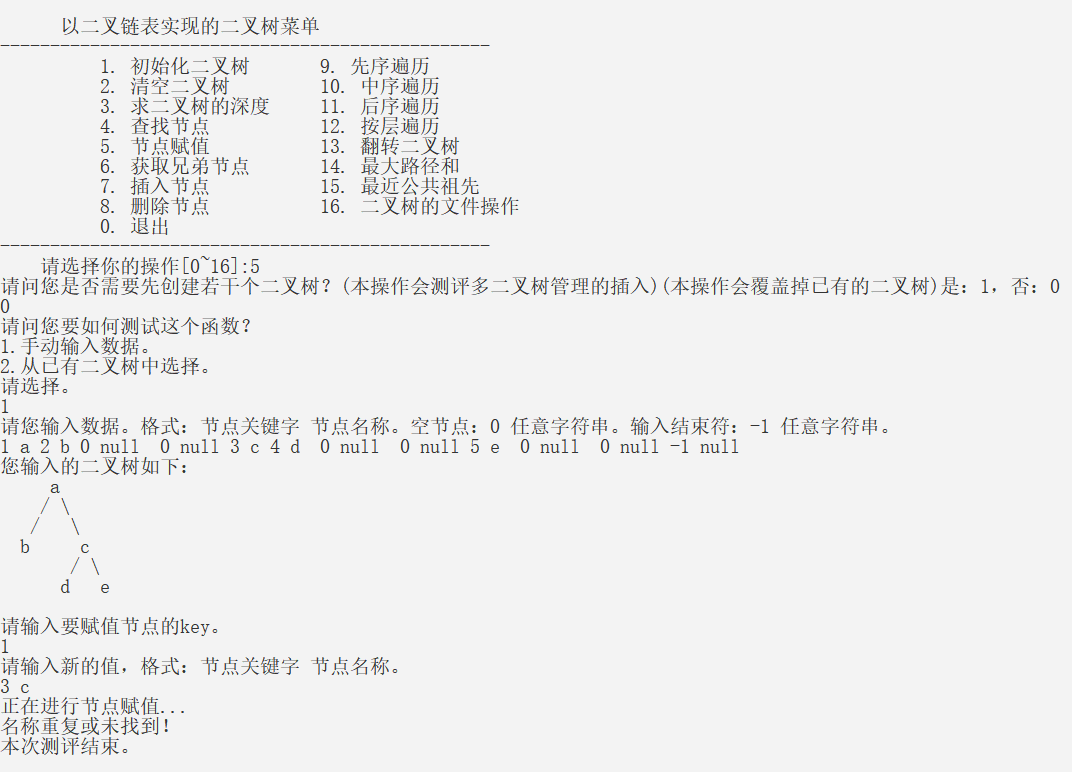 以二叉链表实现的二叉树菜单
-------------------------------------------------
1. 初始化二叉树 9. 先序遍历
2. 清空二叉树 10. 中序遍历
3. 求二叉树的深度 11. 后序遍历
4. 查找节点 12. 按层遍历
5. 节点赋值 13. 翻转二叉树
6. 获取兄弟节点 14. 最大路径和
7. 插入节点 15. 最近公共祖先
8. 删除节点 16. 二叉树的文件操作
0. 退出
-------------------------------------------------
请选择你的操作[0~16]:5
请问您是否需要先创建若干个二叉树？(本操作会测评多二叉树管理的插入)(本操作会覆盖掉已有的二叉树)是：1，否：0
0
请问您要如何测试这个函数？
1.手动输入数据。
2.从已有二叉树中选择。
请选择。
1
请您输入数据。格式：节点关键字 节点名称。空节点：0 任意字符串。输入结束符：-1 任意字符串。
1 a 2 b 0 null  0 null 3 c 4 d  0 null  0 null 5 e  0 null  0 null -1 null
您输入的二叉树如下：
a
/ \
/ \
b c
/ \
d e
请输入要赋值节点的key。
1
请输入新的值，格式：节点关键字 节点名称。
3 c
正在进行节点赋值...
名称重复或未找到！
本次测评结束。